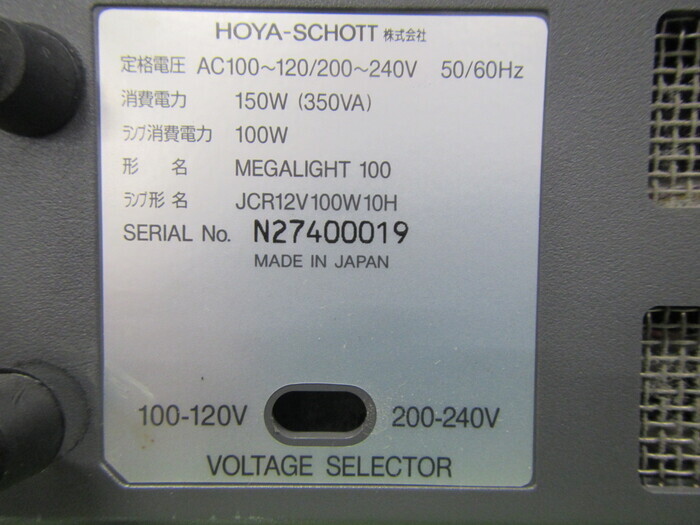 HOYA-SCHOTT 株式会社
定格電圧 AC100~120/200~240V 50/60Hz
消費電力 150W (350VA)
ランプ消費電力 100W
形 名 MEGALIGHT 100
ランプ形名 JCR12V100W10H
SERIAL No. N27400019
MADE IN JAPAN
100-120V 200-240V
VOLTAGE SELECTOR